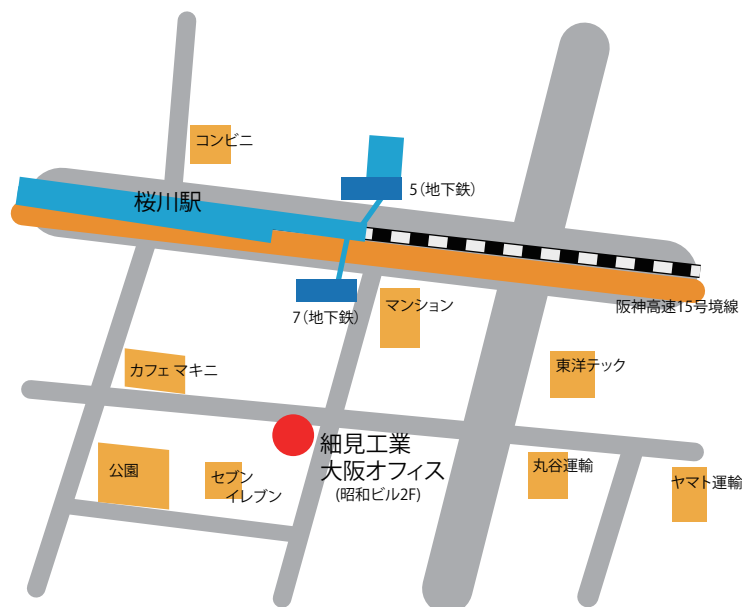 コンビニ
5（地下鉄）
桜川駅
7（地下鉄）
マンション
阪神高速15号境線
カフェ マキニ
東洋テック
細見工業
大阪オフィス
(昭和ビル2F)
公園
セブン
イレブン
丸谷運輸
ヤマト運輸